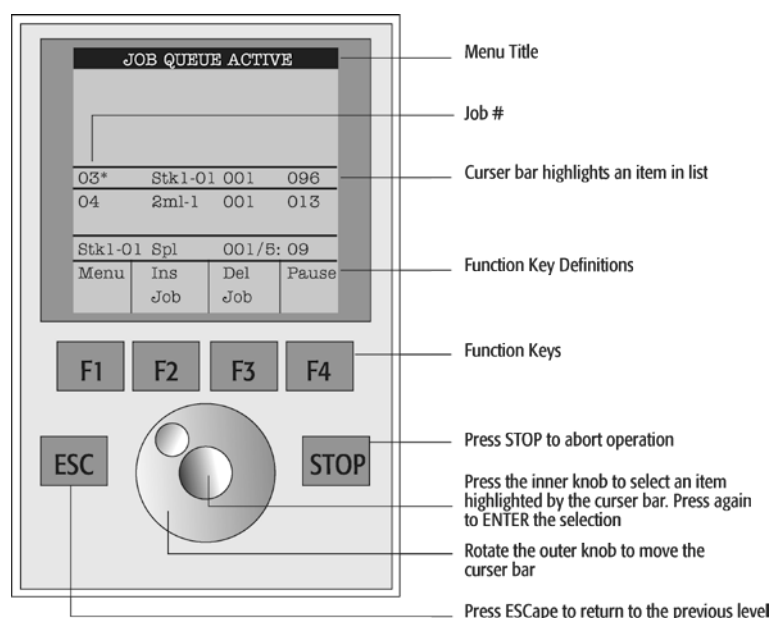 JOB QUEUE ACTIVE
Menu Title
Job #
03* Stk1-01 001 096
Curser bar highlights an item in list
04 2ml-1 001 013
Stk1-01 Spl 001/5: 09
Menu Ins Del Pause
Job Job
Function Key Definitions
F1 F2 F3 F4
Function Keys
ESC
STOP
Press STOP to abort operation
Press the inner knob to select an item
highlighted by the curser bar. Press again
to ENTER the selection
Rotate the outer knob to move the
curser bar
Press ESCape to return to the previous level